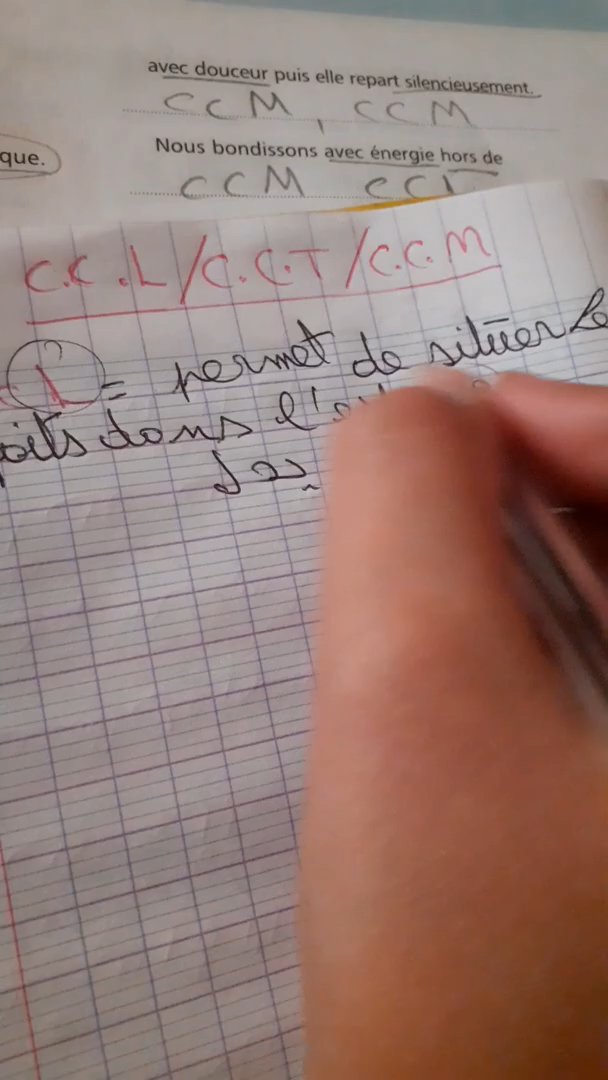 avec douceur puis elle repart silencieusement.
CCM, CCM
que.
Nous bondissons avec énergie hors de
CCM
C.C.L/C.C.T/C.C.M
L = permet de situer
dans